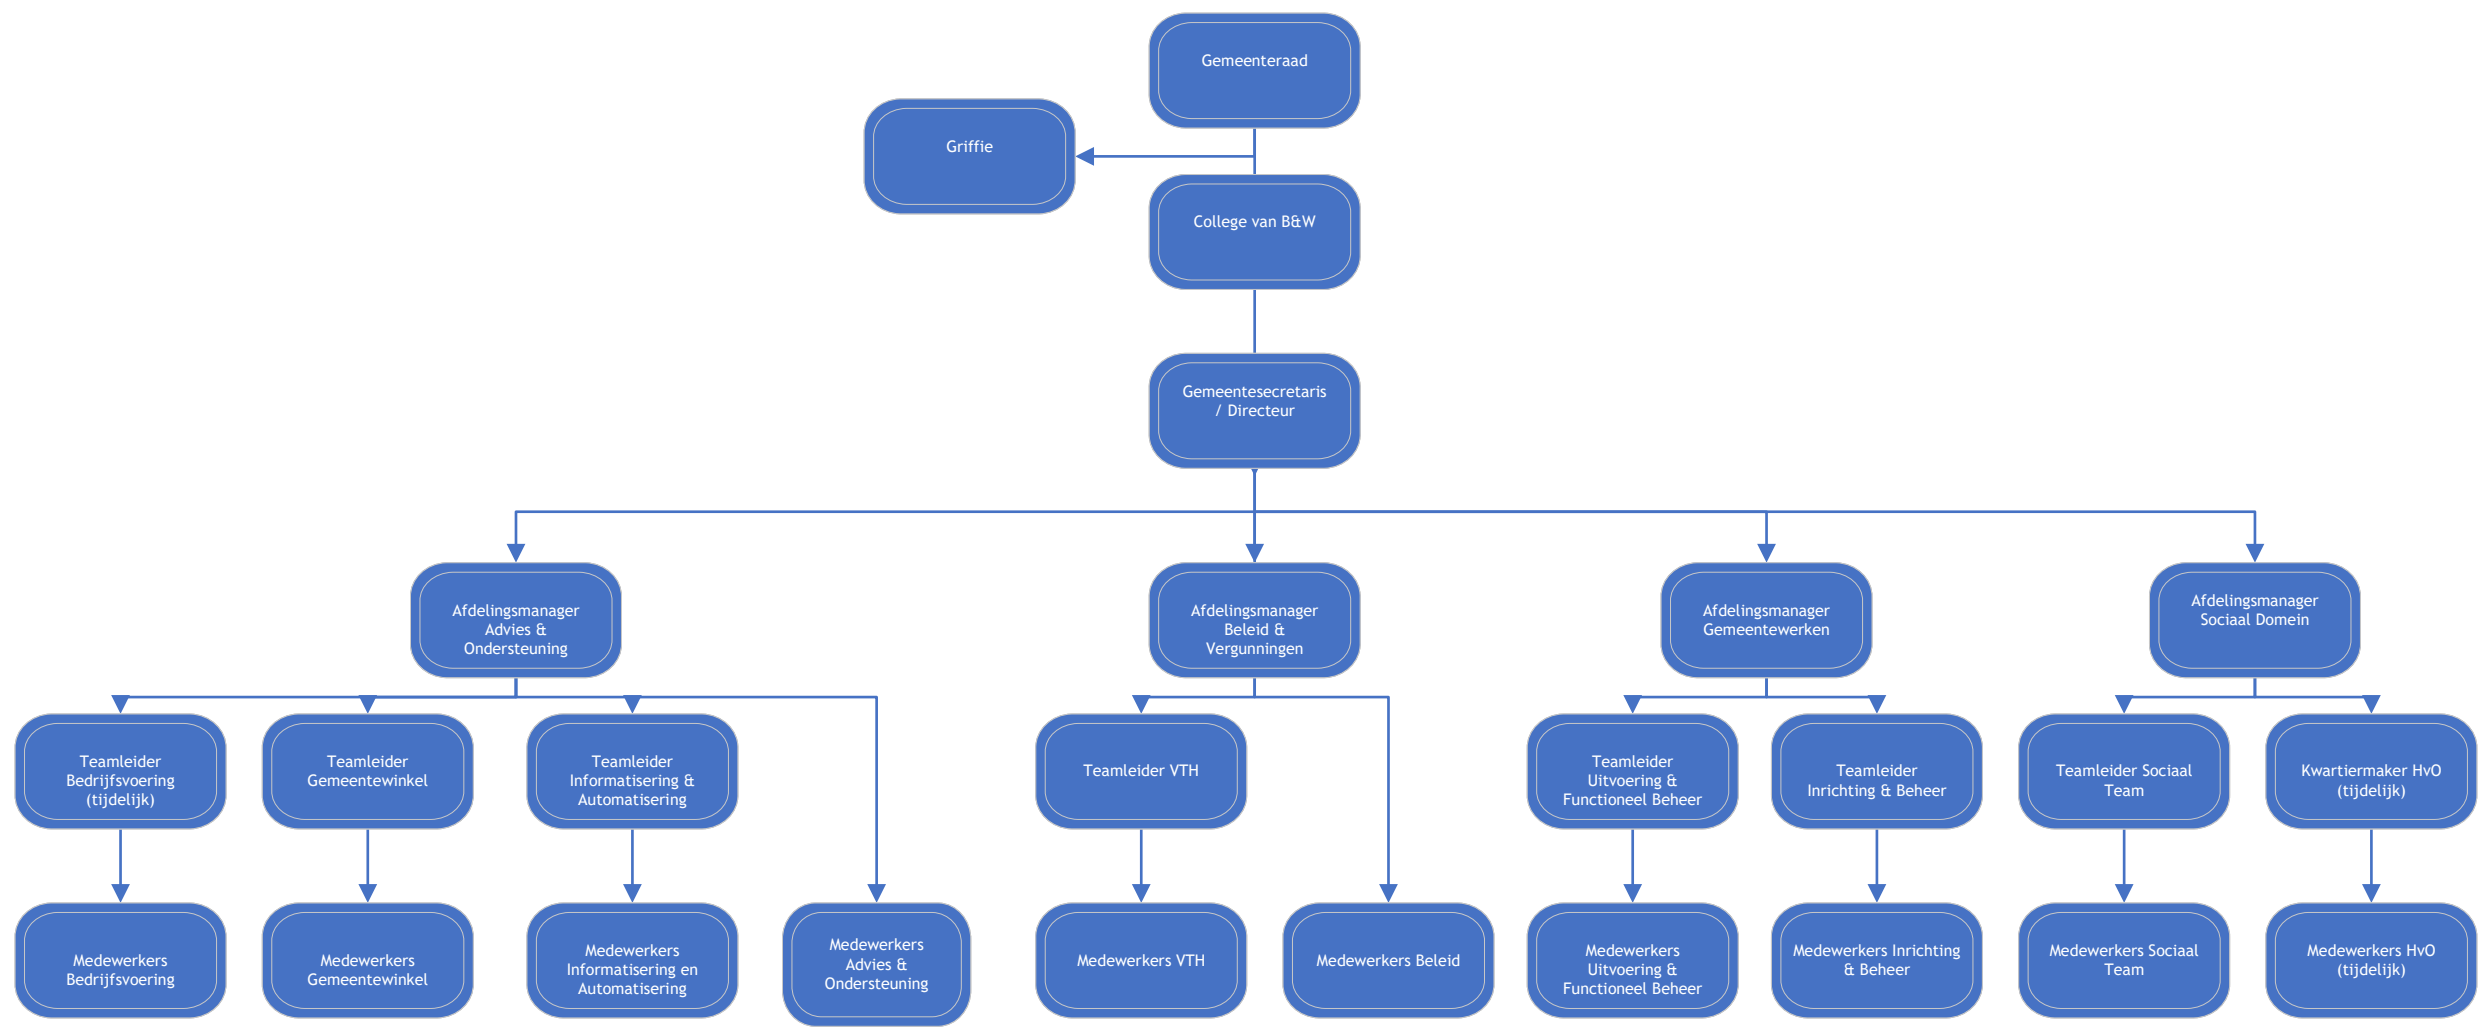 Gemeenteraad
Griffie
College van B&W
Gemeentesecretaris
/ Directeur
Afdelingsmanager
Advies &
Ondersteuning
Afdelingsmanager
Beleid &
Vergunningen
Afdelingsmanager
Gemeentewerken
Afdelingsmanager
Sociaal Domein
Teamleider
Bedrijfsvoering
(tijdelijk)
Teamleider
Gemeentewinkel
Teamleider
Informatisering &
Automatisering
Teamleider VTH
Teamleider
Uitvoering &
Functioneel Beheer
Teamleider
Inrichting & Beheer
Teamleider Sociaal
Team
Kwartiermaker HvO
(tijdelijk)
Medewerkers
Bedrijfsvoering
Medewerkers
Gemeentewinkel
Medewerkers
Informatisering en
Automatisering
Medewerkers
Advies &
Ondersteuning
Medewerkers VTH
Medewerkers Beleid
Medewerkers
Uitvoering &
Functioneel Beheer
Medewerkers Inrichting
& Beheer
Medewerkers Sociaal
Team
Medewerkers HvO
(tijdelijk)